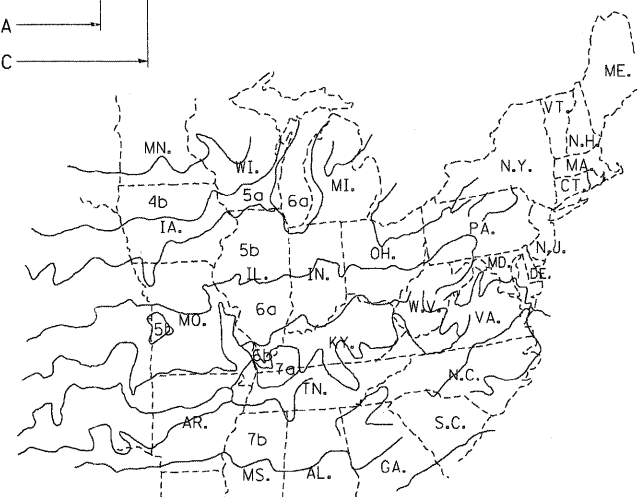 A
C
ME.
VT.
MN.
N.H.
WI.
N.Y.
MA.
MI.
CT.
4b
5a
6a
IA.
PA.
5b
OH.
N.J.
MD.
IL.
IN.
DE.
W.V.
6a
MO.
VA.
5b
KY.
6b
7a
N.C.
TN.
AR.
S.C.
7b
GA.
MS.
AL.